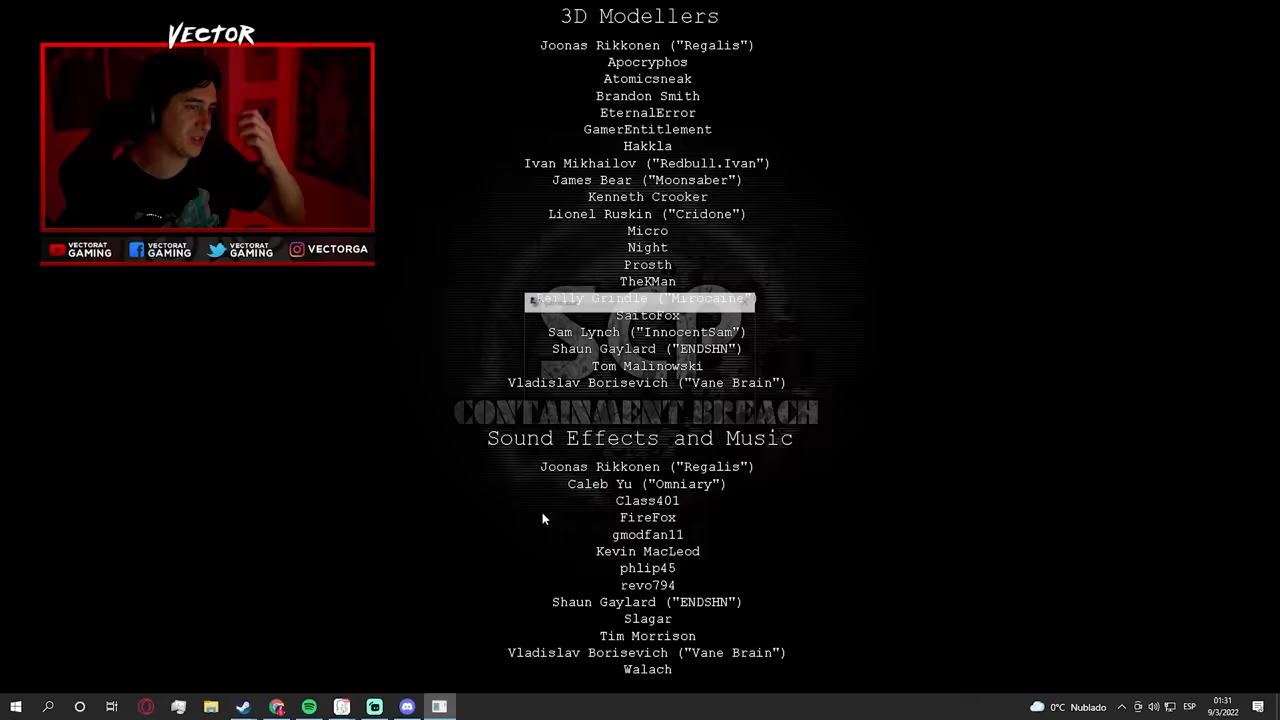 VECTOR
VECTORAT GAMING
VECTORAT GAMING
VECTORAT GAMING
VECTORGA
3D Modellers
Joonas Rikkonen ("Regalis")
Apocryphos
Atomicsneak
Brandon Smith
EternalError
GamerEntitlement
Hakkla
Ivan Mikhailov ("Redbull.Ivan")
James Bear ("Moonsaber")
Kenneth Crooker
Lionel Ruskin ("Cridone")
Micro
Night
Prosth
TheKMan
Reilly Grindle ("Mirocaine")
SaitoFox
Sam Lynch ("InnocentSam")
Shaun Gaylard ("ENDSHN")
Tom Malinowski
Vladislav Borisevich ("Vane Brain")
SCP
CONTAINMENT BREACH
Sound Effects and Music
Joonas Rikkonen ("Regalis")
Caleb Yu ("Omniary")
Class401
FireFox
gmodfan11
Kevin MacLeod
phlip45
revo794
Shaun Gaylard ("ENDSHN")
Slagar
Tim Morrison
Vladislav Borisevich ("Vane Brain")
Walach
0°C Nublado
ESP
01:31
9/3/2022